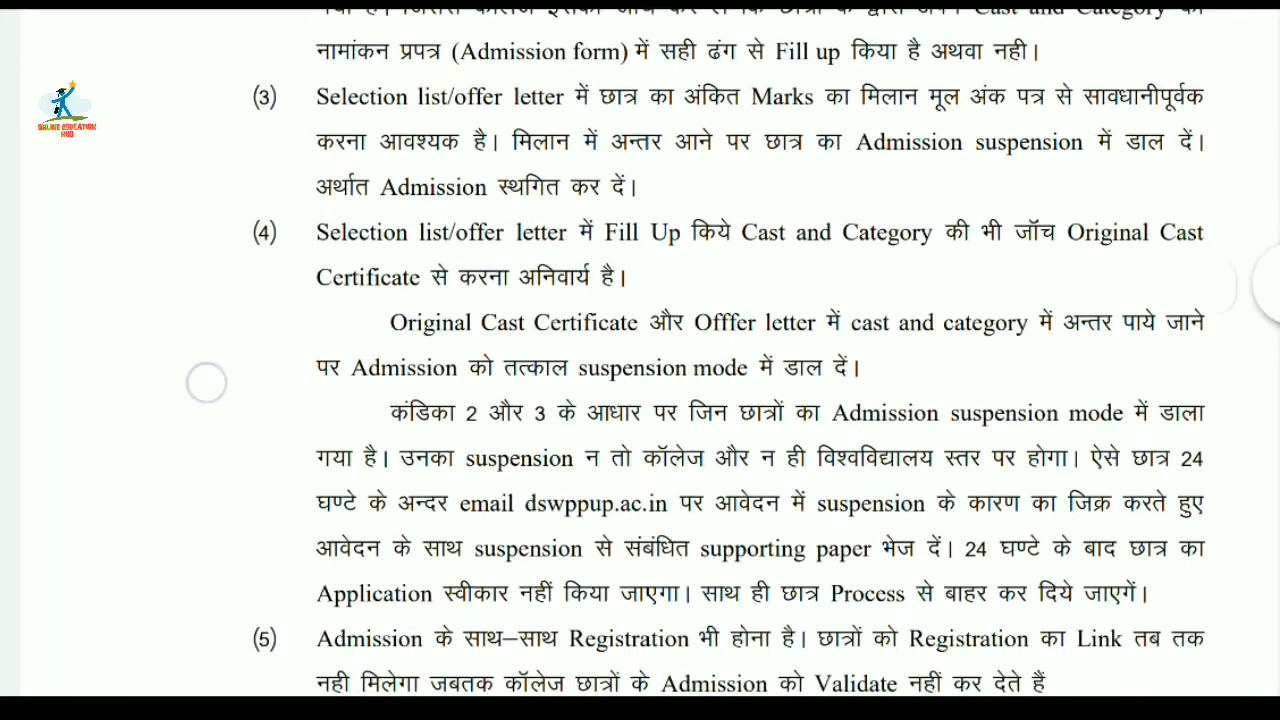 Cast and Category
नामांकन प्रपत्र (Admission form) में सही ढंग से Fill up किया है अथवा नही।
(3) Selection list/offer letter में छात्र का अंकित Marks का मिलान मूल अंक पत्र से सावधानीपूर्वक
करना आवश्यक है। मिलान में अन्तर आने पर छात्र का Admission suspension में डाल दें।
अर्थात Admission स्थगित कर दें।
(4) Selection list/offer letter में Fill Up किये Cast and Category की भी जॉच Original Cast
Certificate से करना अनिवार्य है।
Original Cast Certificate और Offfer letter में cast and category में अन्तर पाये जाने
पर Admission को तत्काल suspension mode में डाल दें।
कंडिका 2 और 3 के आधार पर जिन छात्रों का Admission suspension mode में डाला
गया है। उनका suspension न तो कॉलेज और न ही विश्वविद्यालय स्तर पर होगा। ऐसे छात्र 24
घण्टे के अन्दर email dswppup.ac.in पर आवेदन में suspension के कारण का जिक्र करते हुए
आवेदन के साथ suspension से संबंधित supporting paper भेज दें। 24 घण्टे के बाद छात्र का
Application स्वीकार नहीं किया जाएगा। साथ ही छात्र Process से बाहर कर दिये जाएगें।
(5) Admission के साथ–साथ Registration भी होना है। छात्रों को Registration का Link तब तक
नही मिलेगा जबतक कॉलेज छात्रों के Admission को Validate नहीं कर देते हैं
ONLINE EDUCATION
HUB